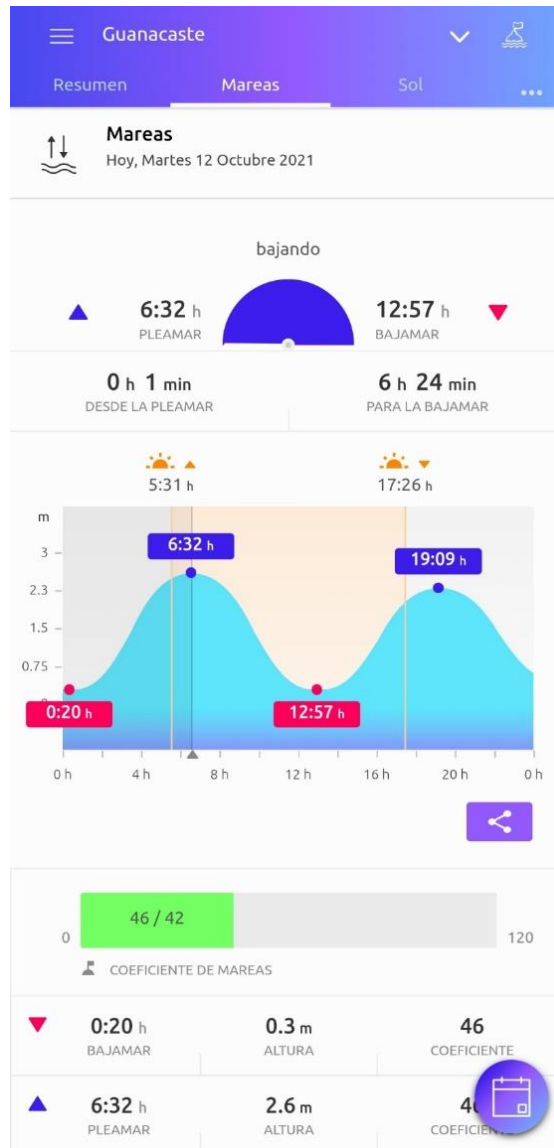 Guanacaste
Resumen Mareas Sol
Mareas
Hoy, Martes 12 Octubre 2021
bajando
6:32 h 12:57 h
PLEAMAR BAJAMAR
0 h 1 min 6 h 24 min
DESDE LA PLEAMAR PARA LA BAJAMAR
5:31 h 17:26 h
m
6:32 h
3
19:09 h
2.3
1.5
0.75
0:20 h 12:57 h
0 h 4 h 8 h 12 h 16 h 20 h 0 h
46 / 42
0 120
COEFICIENTE DE MAREAS
0:20 h 0.3 m 46
BAJAMAR ALTURA COEFICIENTE
6:32 h 2.6 m
PLEAMAR ALTURA